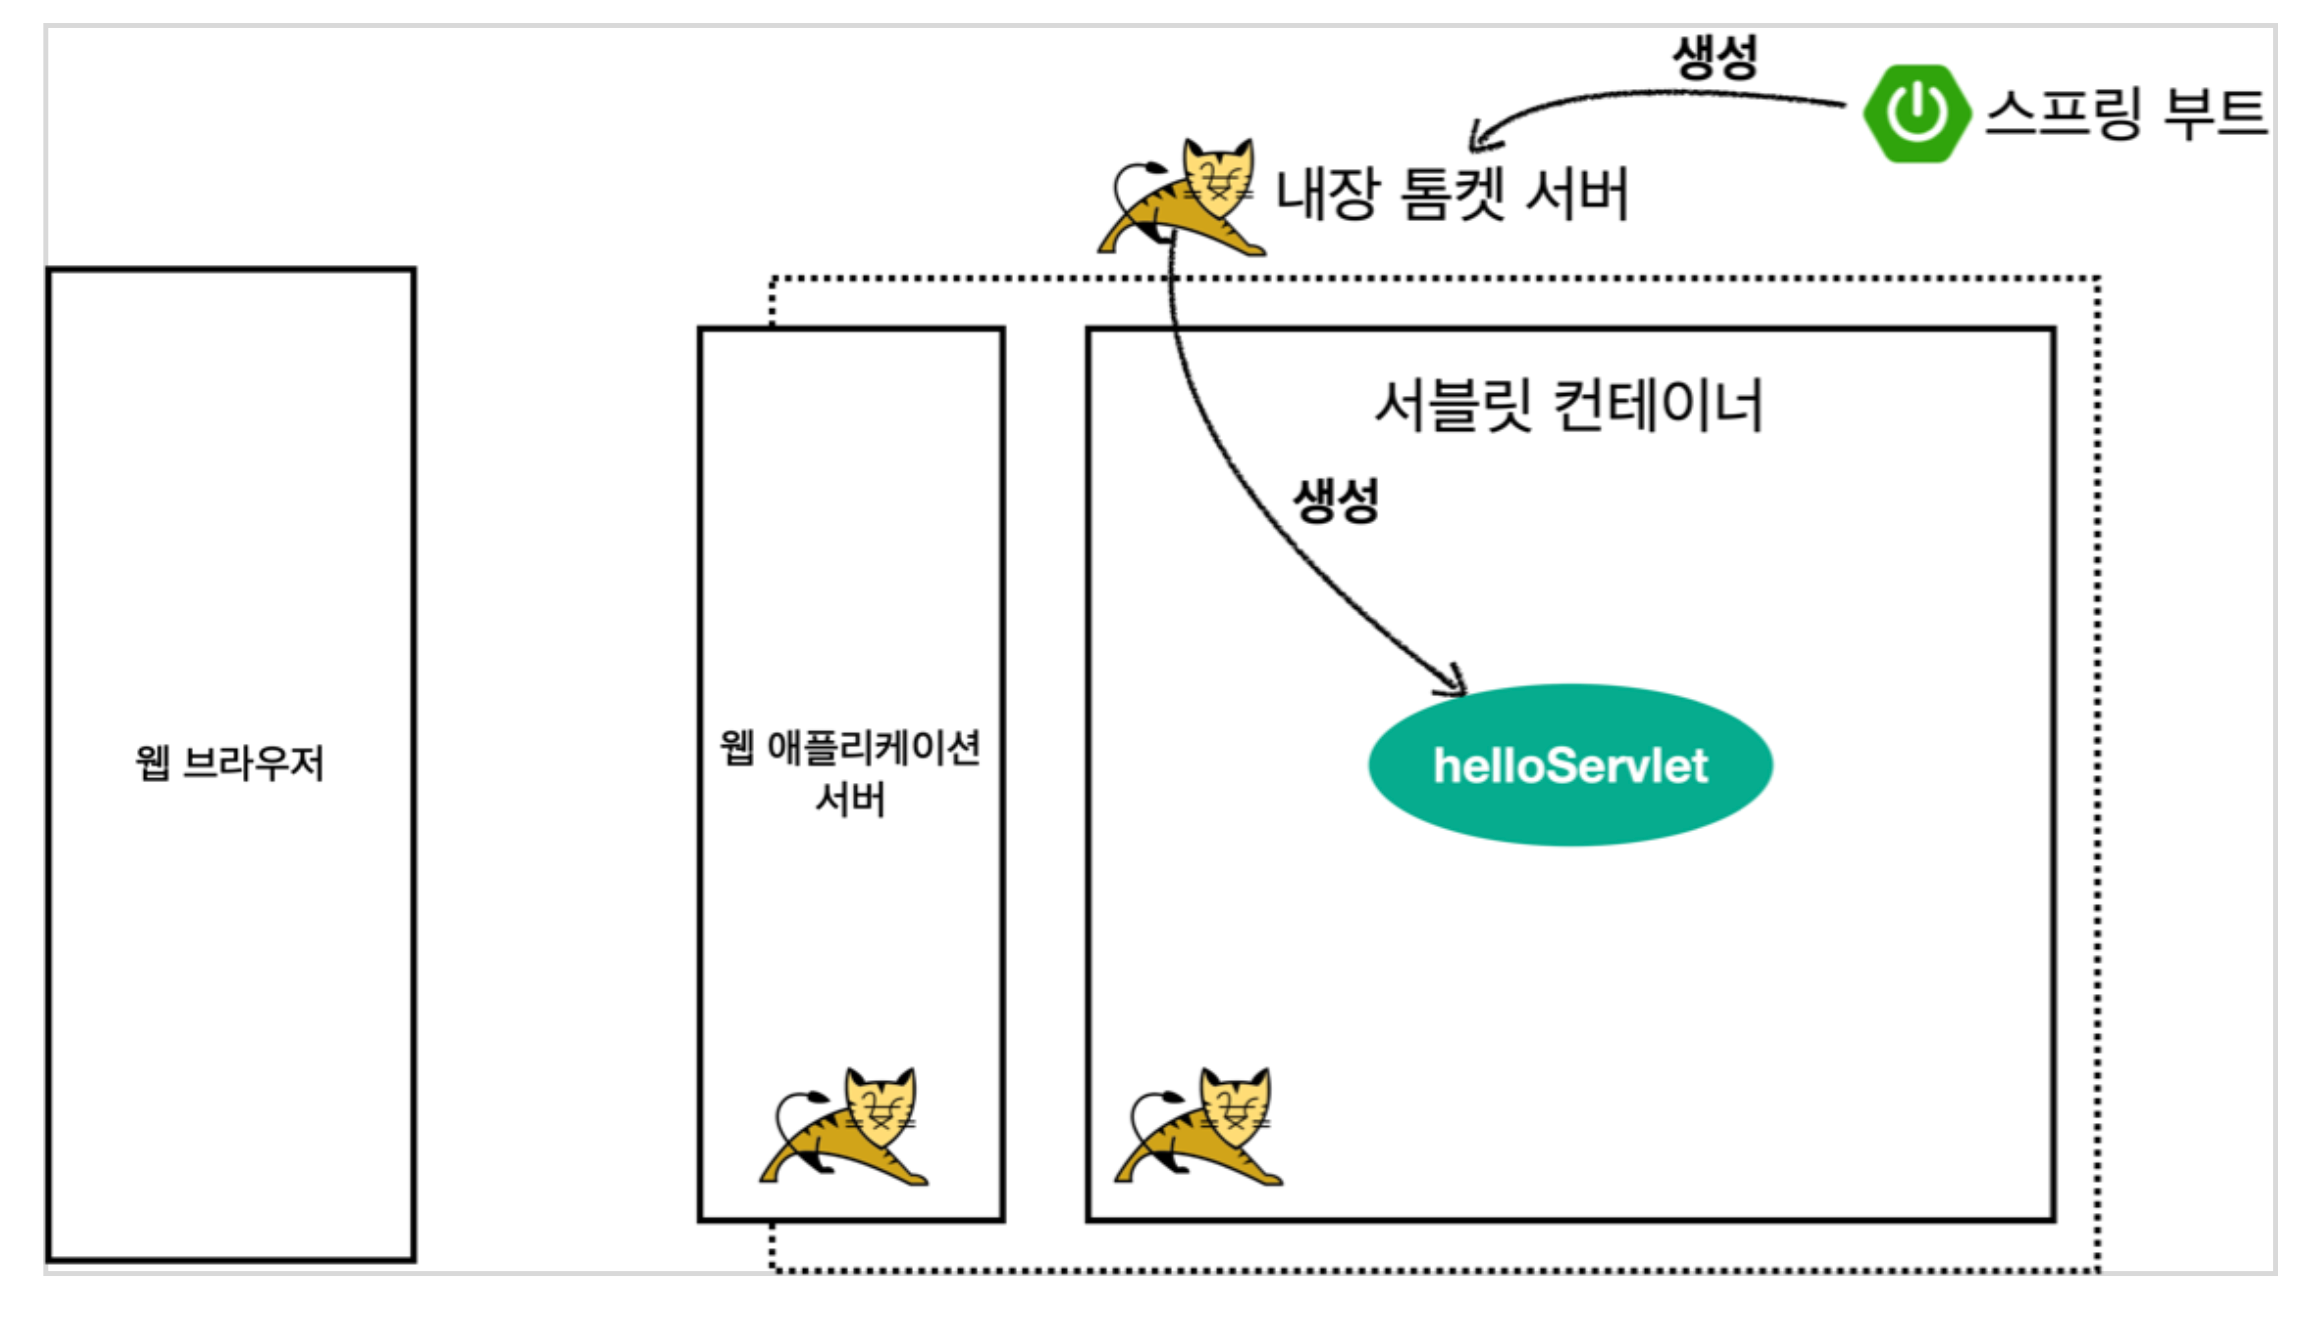 생성
스프링 부트
내장 톰켓 서버
서블릿 컨테이너
생성
웹 브라우저
웹 애플리케이션
서버
helloServlet